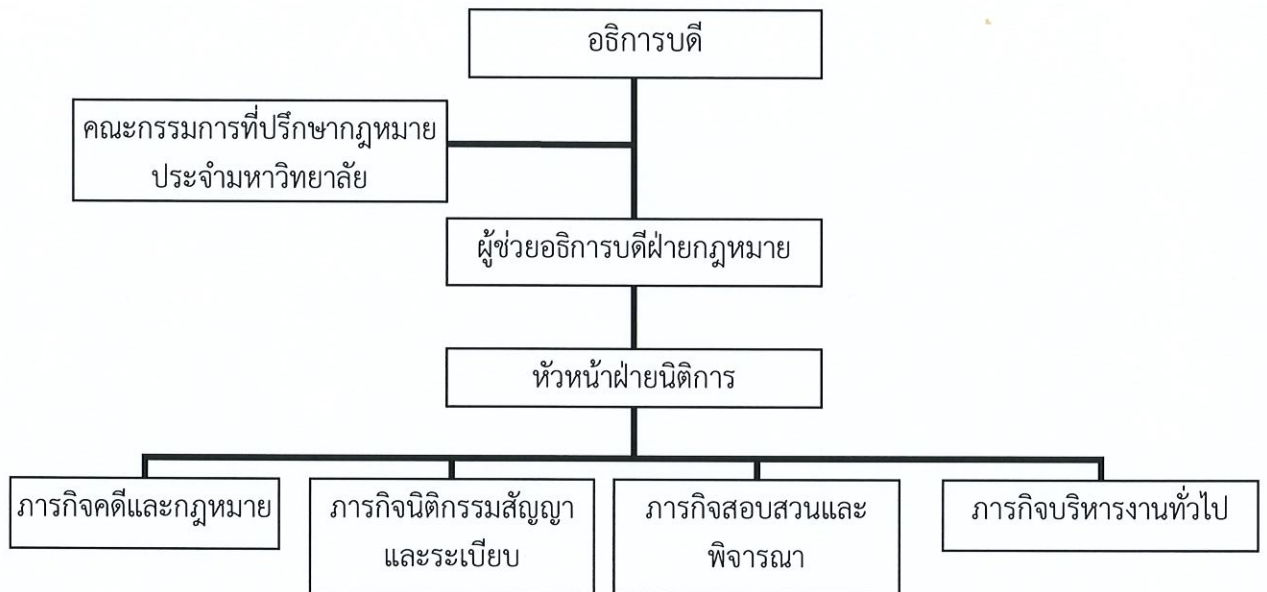 อธิการบดี
คณะกรรมการที่ปรึกษากฎหมาย
ประจำมหาวิทยาลัย
ผู้ช่วยอธิการบดีฝ่ายกฎหมาย
หัวหน้าฝ่ายนิติการ
ภารกิจคดีและกฎหมาย
ภารกิจนิติกรรมสัญญา
และระเบียบ
ภารกิจสอบสวนและ
พิจารณา
ภารกิจบริหารงานทั่วไป